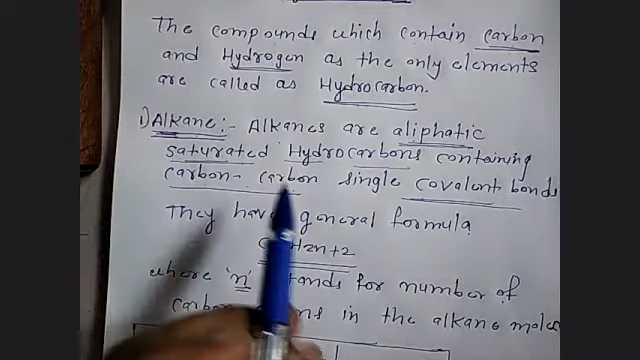 The compounds which contain carbon
and Hydrogen as the only elements
are called as Hydrocarbon.
1) Alkane:- Alkanes are aliphatic
saturated Hydrocarbons containing
carbon- carbon single covalent bonds
They have general formula
H2n+2
where 'n' stands for number of
in the alkane